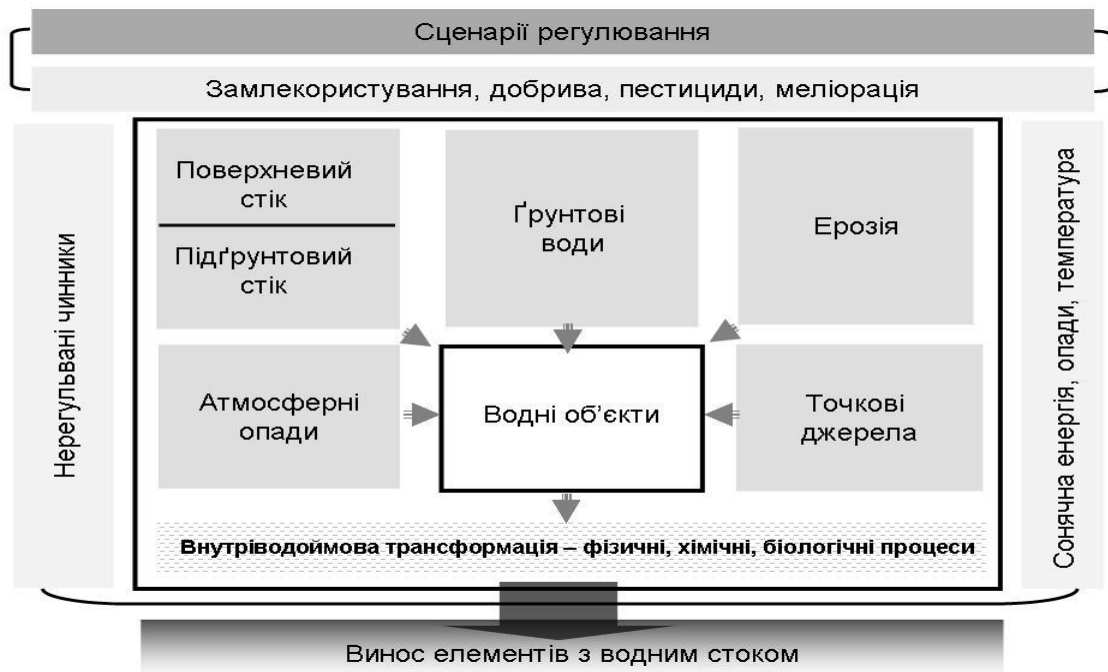 Сценарії регулювання
Замлекористування, добрива, пестициди, меліорація
Нерегульвані чинники
Поверхневий
стік
Підґрунтовий
стік
Ґрунтові
води
Ерозія
Атмосферні
опади
Водні об’єкти
Точкові
джерела
Сонячна енергія, опади, температура
Внутріводоймова трансформація – фізичні, хімічні, біологічні процеси
Винос елементів з водним стоком